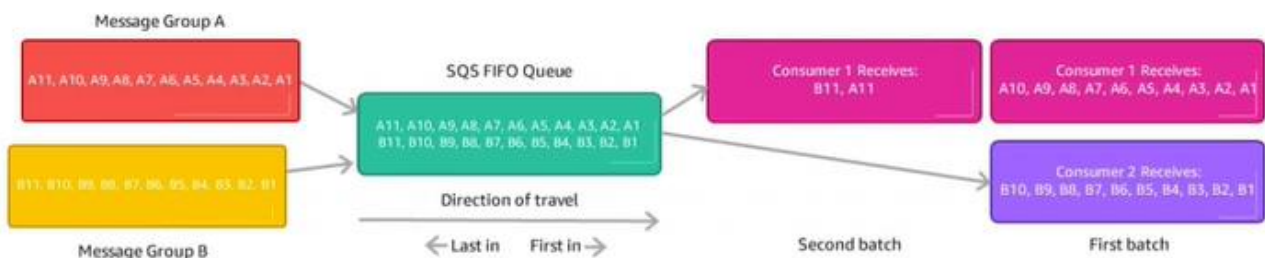 Message Group A
A11, A10, A9, A8, A7, A6, A5, A4, A3, A2, A1
B11, B10, B9, B8, B7, B6, B5, B4, B3, B2, B1
Message Group B
SQS FIFO Queue
A11, A10, A9, A8, A7, A6, A5, A4, A3, A2, A1
B11, B10, B9, B8, B7, B6, B5, B4, B3, B2, B1
Direction of travel
Last in First in
Consumer 1 Receives:
B11, A11
Second batch
Consumer 1 Receives:
A10, A9, A8, A7, A6, A5, A4, A3, A2, A1
Consumer 2 Receives:
B10, B9, B8, B7, B6, B5, B4, B3, B2, B1
First batch